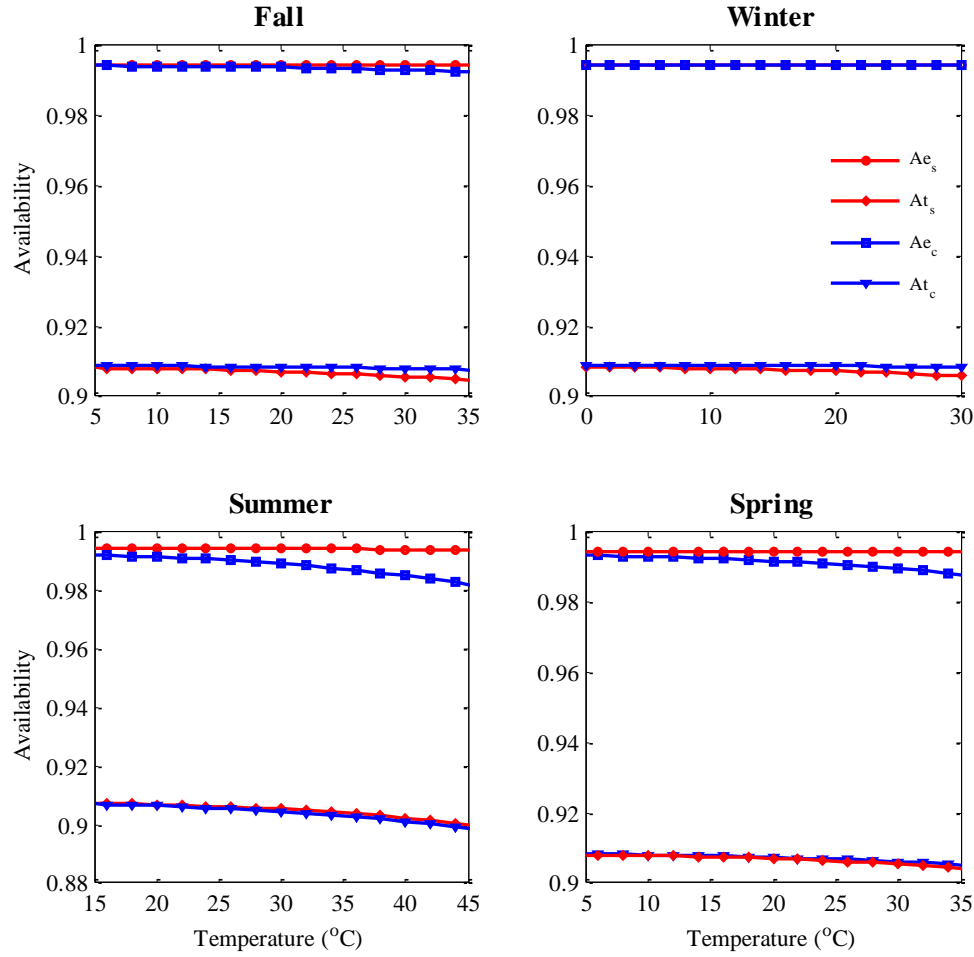 Fall
1
0.98
0.96
0.94
0.92
0.9
5 10 15 20 25 30 35
Availability
Winter
1
0.98
0.96
0.94
0.92
0.9
0 10 20 30
Ae_s
At_s
Ae_c
At_c
Summer
1
0.98
0.96
0.94
0.92
0.9
0.88
15 20 25 30 35 40 45
Availability
Temperature (°C)
Spring
1
0.98
0.96
0.94
0.92
0.9
5 10 15 20 25 30 35
Temperature (°C)